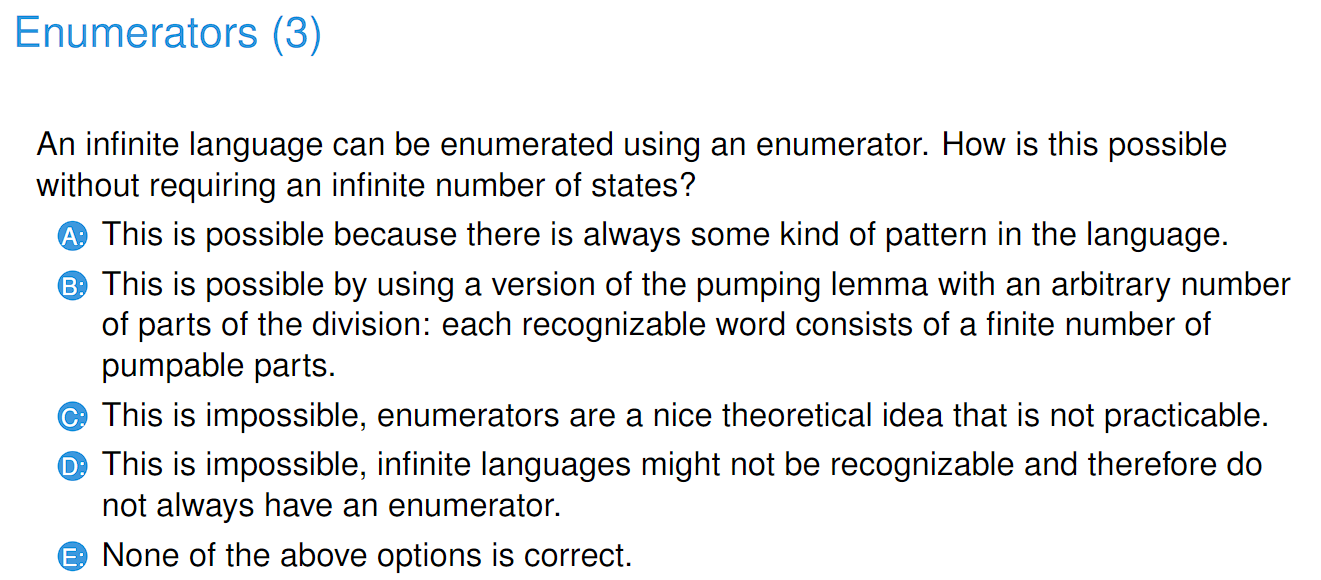 Enumerators (3)
An infinite language can be enumerated using an enumerator. How is this possible
without requiring an infinite number of states?
A: This is possible because there is always some kind of pattern in the language.
B: This is possible by using a version of the pumping lemma with an arbitrary number
of parts of the division: each recognizable word consists of a finite number of
pumpable parts.
C: This is impossible, enumerators are a nice theoretical idea that is not practicable.
D: This is impossible, infinite languages might not be recognizable and therefore do
not always have an enumerator.
E: None of the above options is correct.